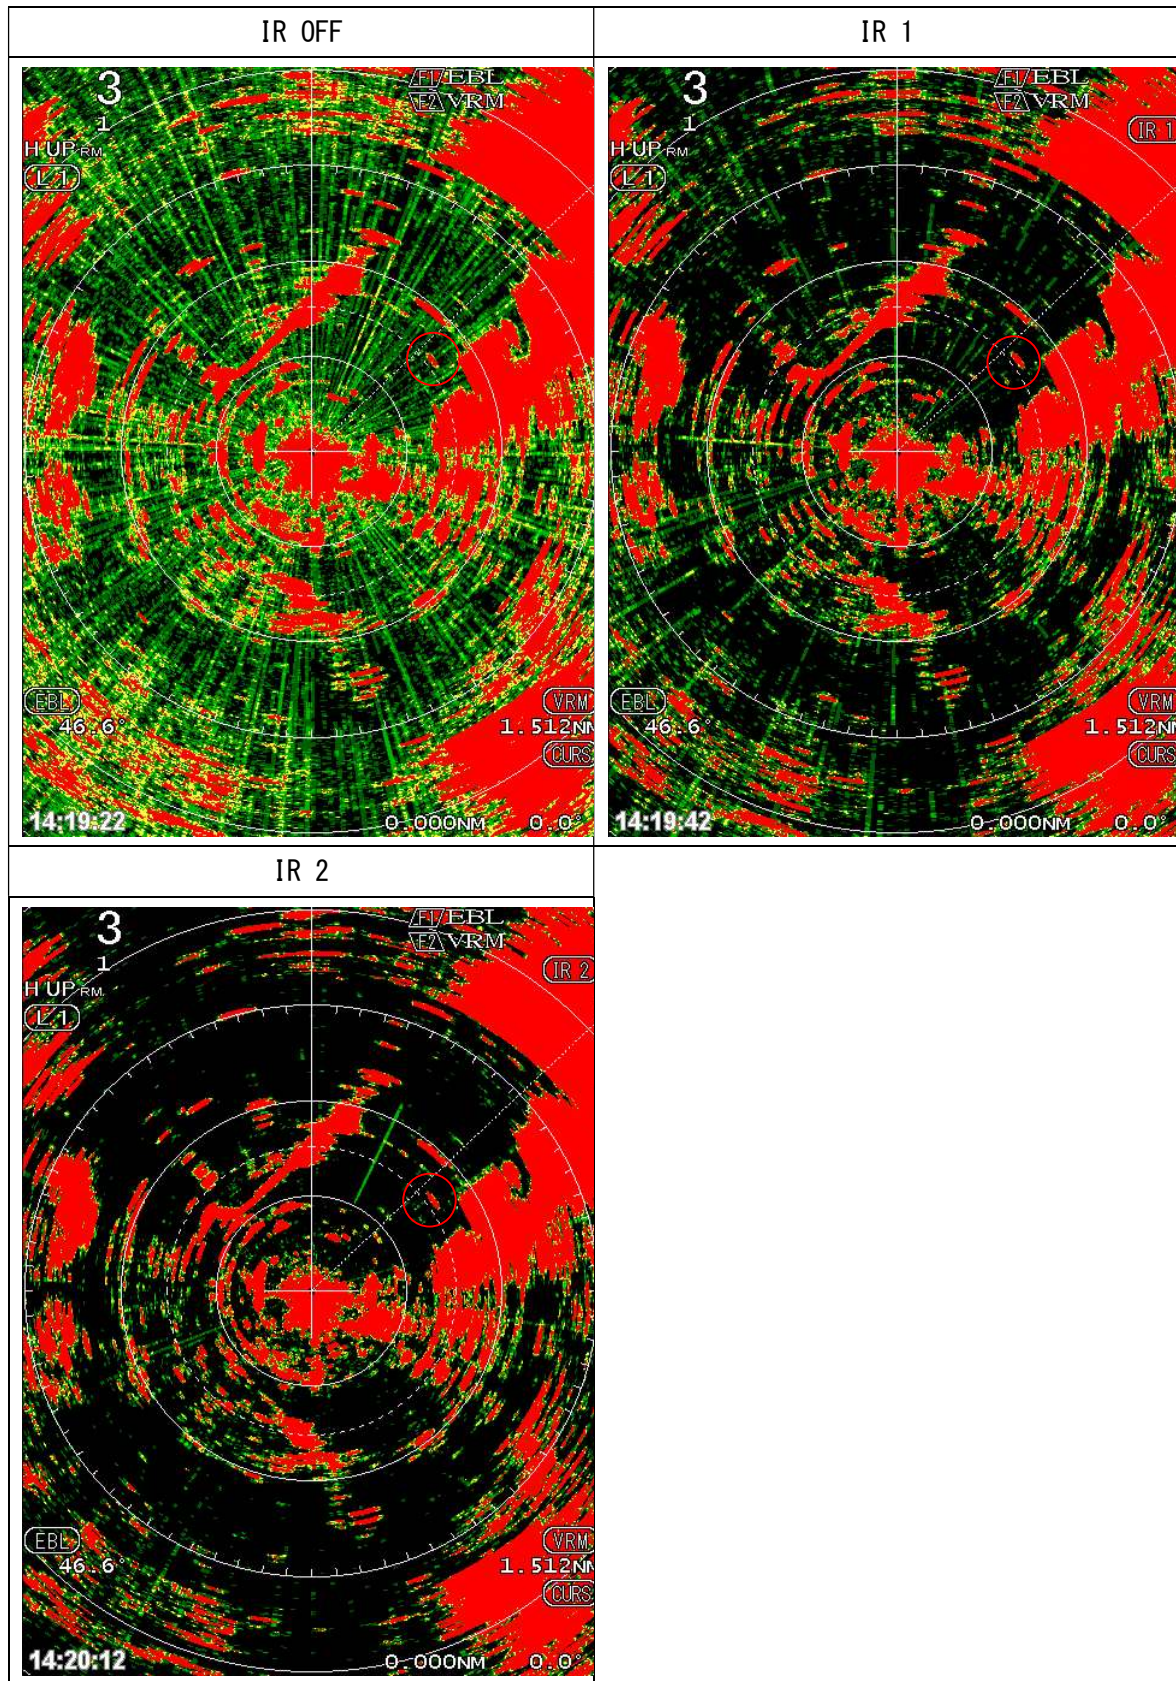 IR OFF
IR 1
3
F1 EBL
F2 VRM
1
H UP RM
L 1
EBL
46.6°
VRM
1.512NM
CURS
14:19:22
0.000NM 0.0°
3
F1 EBL
F2 VRM
1
IR 1
H UP RM
L 1
EBL
46.6°
VRM
1.512NM
CURS
14:19:42
0.000NM 0.0°
IR 2
3
F1 EBL
F2 VRM
1
IR 2
H UP RM
L 1
EBL
46.6°
VRM
1.512NM
CURS
14:20:12
0.000NM 0.0°